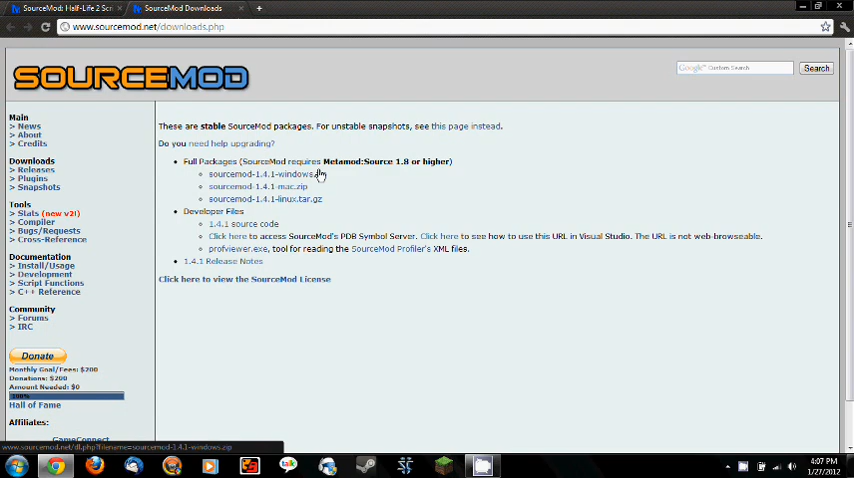 SourceMod: Half-Life 2 Scri
SourceMod Downloads
www.sourcemod.net/downloads.php
SOURCEMOD
Google™ Custom Search
Search
Main
> News
> About
> Credits
Downloads
> Releases
> Plugins
> Snapshots
Tools
> Stats (new v2!)
> Compiler
> Bugs/Requests
> Cross-Reference
Documentation
> Install/Usage
> Development
> Script Functions
> C++ Reference
Community
> Forums
> IRC
Donate
Monthly Goal/Fees: $200
Donations: $200
Amount Needed: $0
100%
Hall of Fame
Affiliates:
GameConnect
These are stable SourceMod packages. For unstable snapshots, see this page instead.
Do you need help upgrading?
Full Packages (SourceMod requires Metamod:Source 1.8 or higher)
sourcemod-1.4.1-windows.
sourcemod-1.4.1-mac.zip
sourcemod-1.4.1-linux.tar.gz
Developer Files
1.4.1 source code
Click here to access SourceMod's PDB Symbol Server. Click here to see how to use this URL in Visual Studio. The URL is not web-browseable.
profviewer.exe, tool for reading the SourceMod Profiler's XML files.
1.4.1 Release Notes
Click here to view the SourceMod License
www.sourcemod.net/dl.php?filename=sourcemod-1.4.1-windows.zip
talk
4:07 PM
1/27/2012